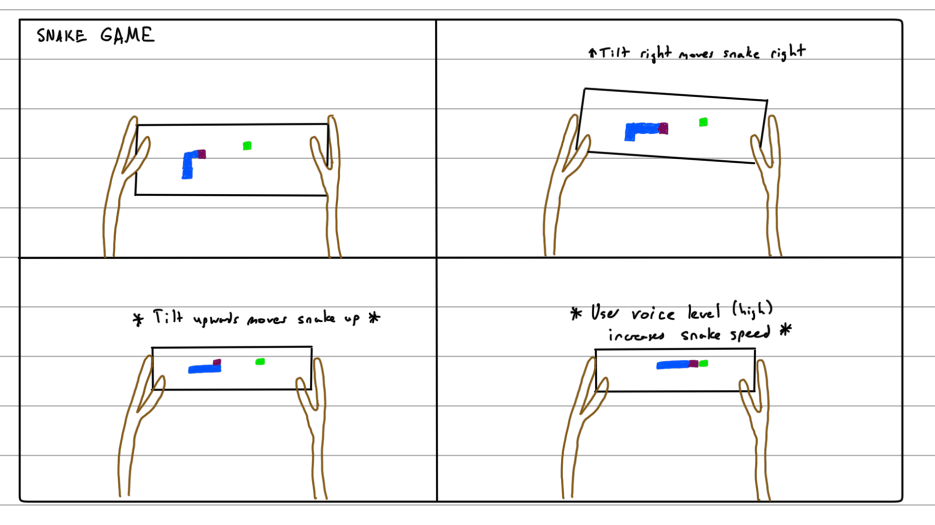 SNAKE GAME
*Tilt right moves snake right
* Tilt upwards moves snake up *
* User voice level (high)
increases snake speed *